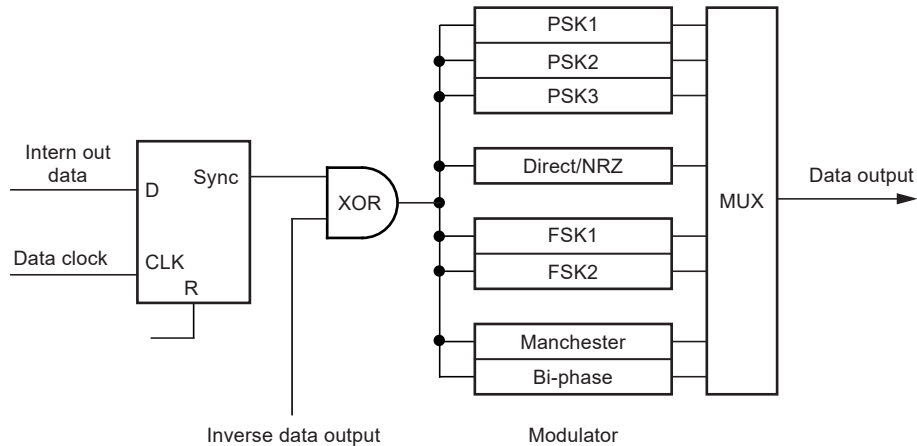 PSK1
PSK2
PSK3
Intern out
data
D
Sync
Data clock
CLK
R
XOR
Direct/NRZ
FSK1
FSK2
Manchester
Bi-phase
MUX
Data output
Inverse data output
Modulator